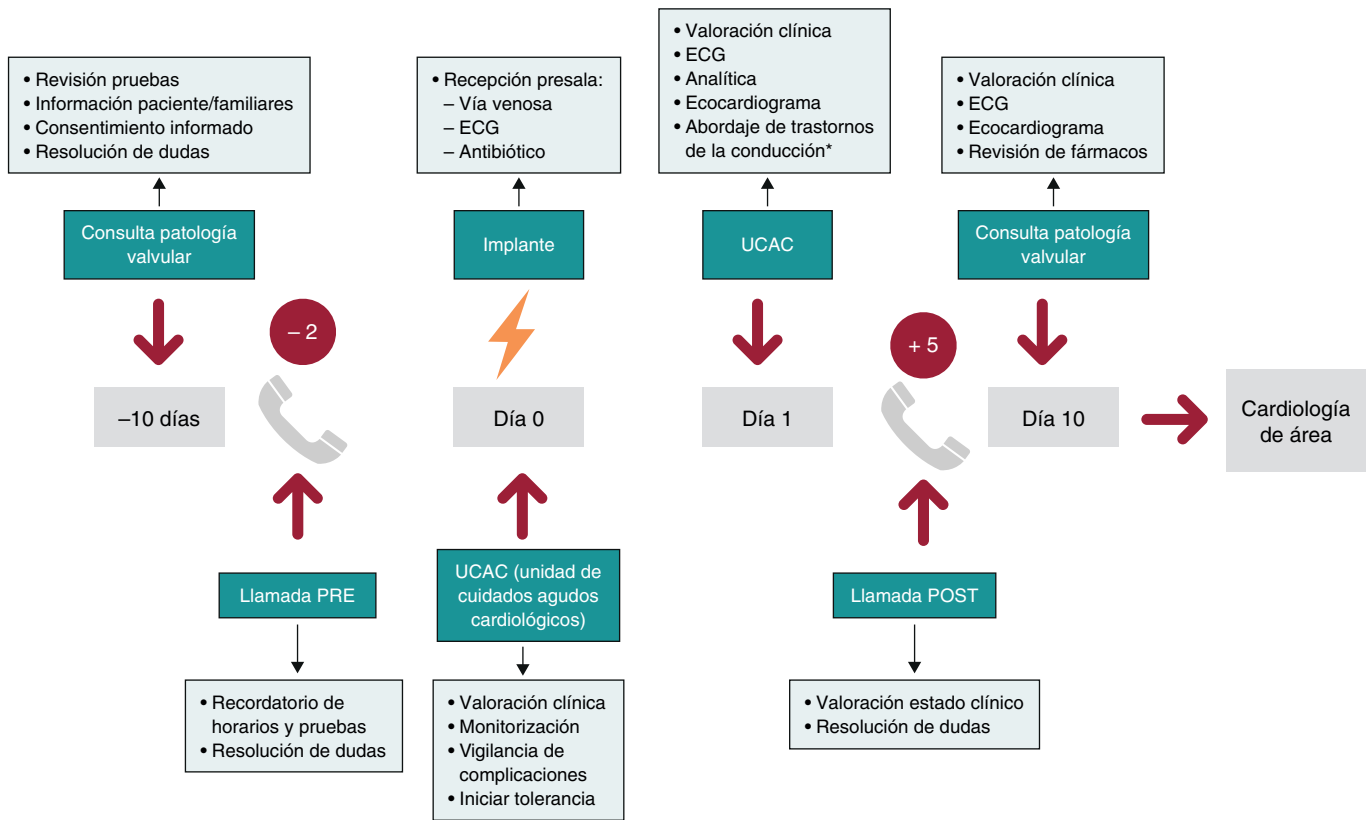 • Revisión pruebas
• Información paciente/familiares
• Consentimiento informado
• Resolución de dudas
• Recepción presala:
– Vía venosa
– ECG
– Antibiótico
• Valoración clínica
• ECG
• Analítica
• Ecocardiograma
• Abordaje de trastornos
de la conducción*
• Valoración clínica
• ECG
• Ecocardiograma
• Revisión de fármacos
Consulta patología
valvular
Implante
UCAC
Consulta patología
valvular
– 2
+ 5
–10 días
Día 0
Día 1
Día 10
Cardiología
de área
Llamada PRE
UCAC (unidad de
cuidados agudos
cardiológicos)
Llamada POST
• Recordatorio de
horarios y pruebas
• Resolución de dudas
• Valoración clínica
• Monitorización
• Vigilancia de
complicaciones
• Iniciar tolerancia
• Valoración estado clínico
• Resolución de dudas